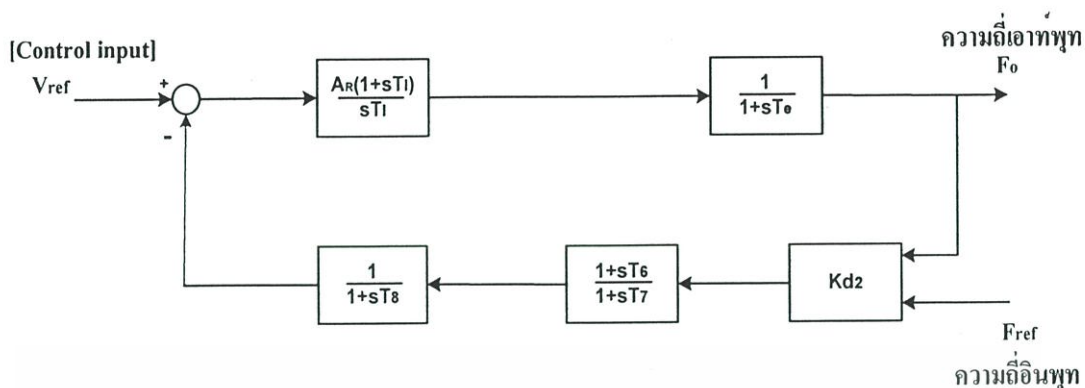 ความถี่เอาท์พุท
[Control input]
Fo
Vref
+
AR(1+sTI)
sTI
1
1+sTe
-
1
1+sT8
1+sT6
1+sT7
Kd2
Fref
ความถี่อินพุท